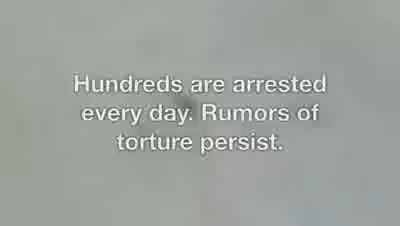 Hundreds are arrested
every day. Rumors of
torture persist.